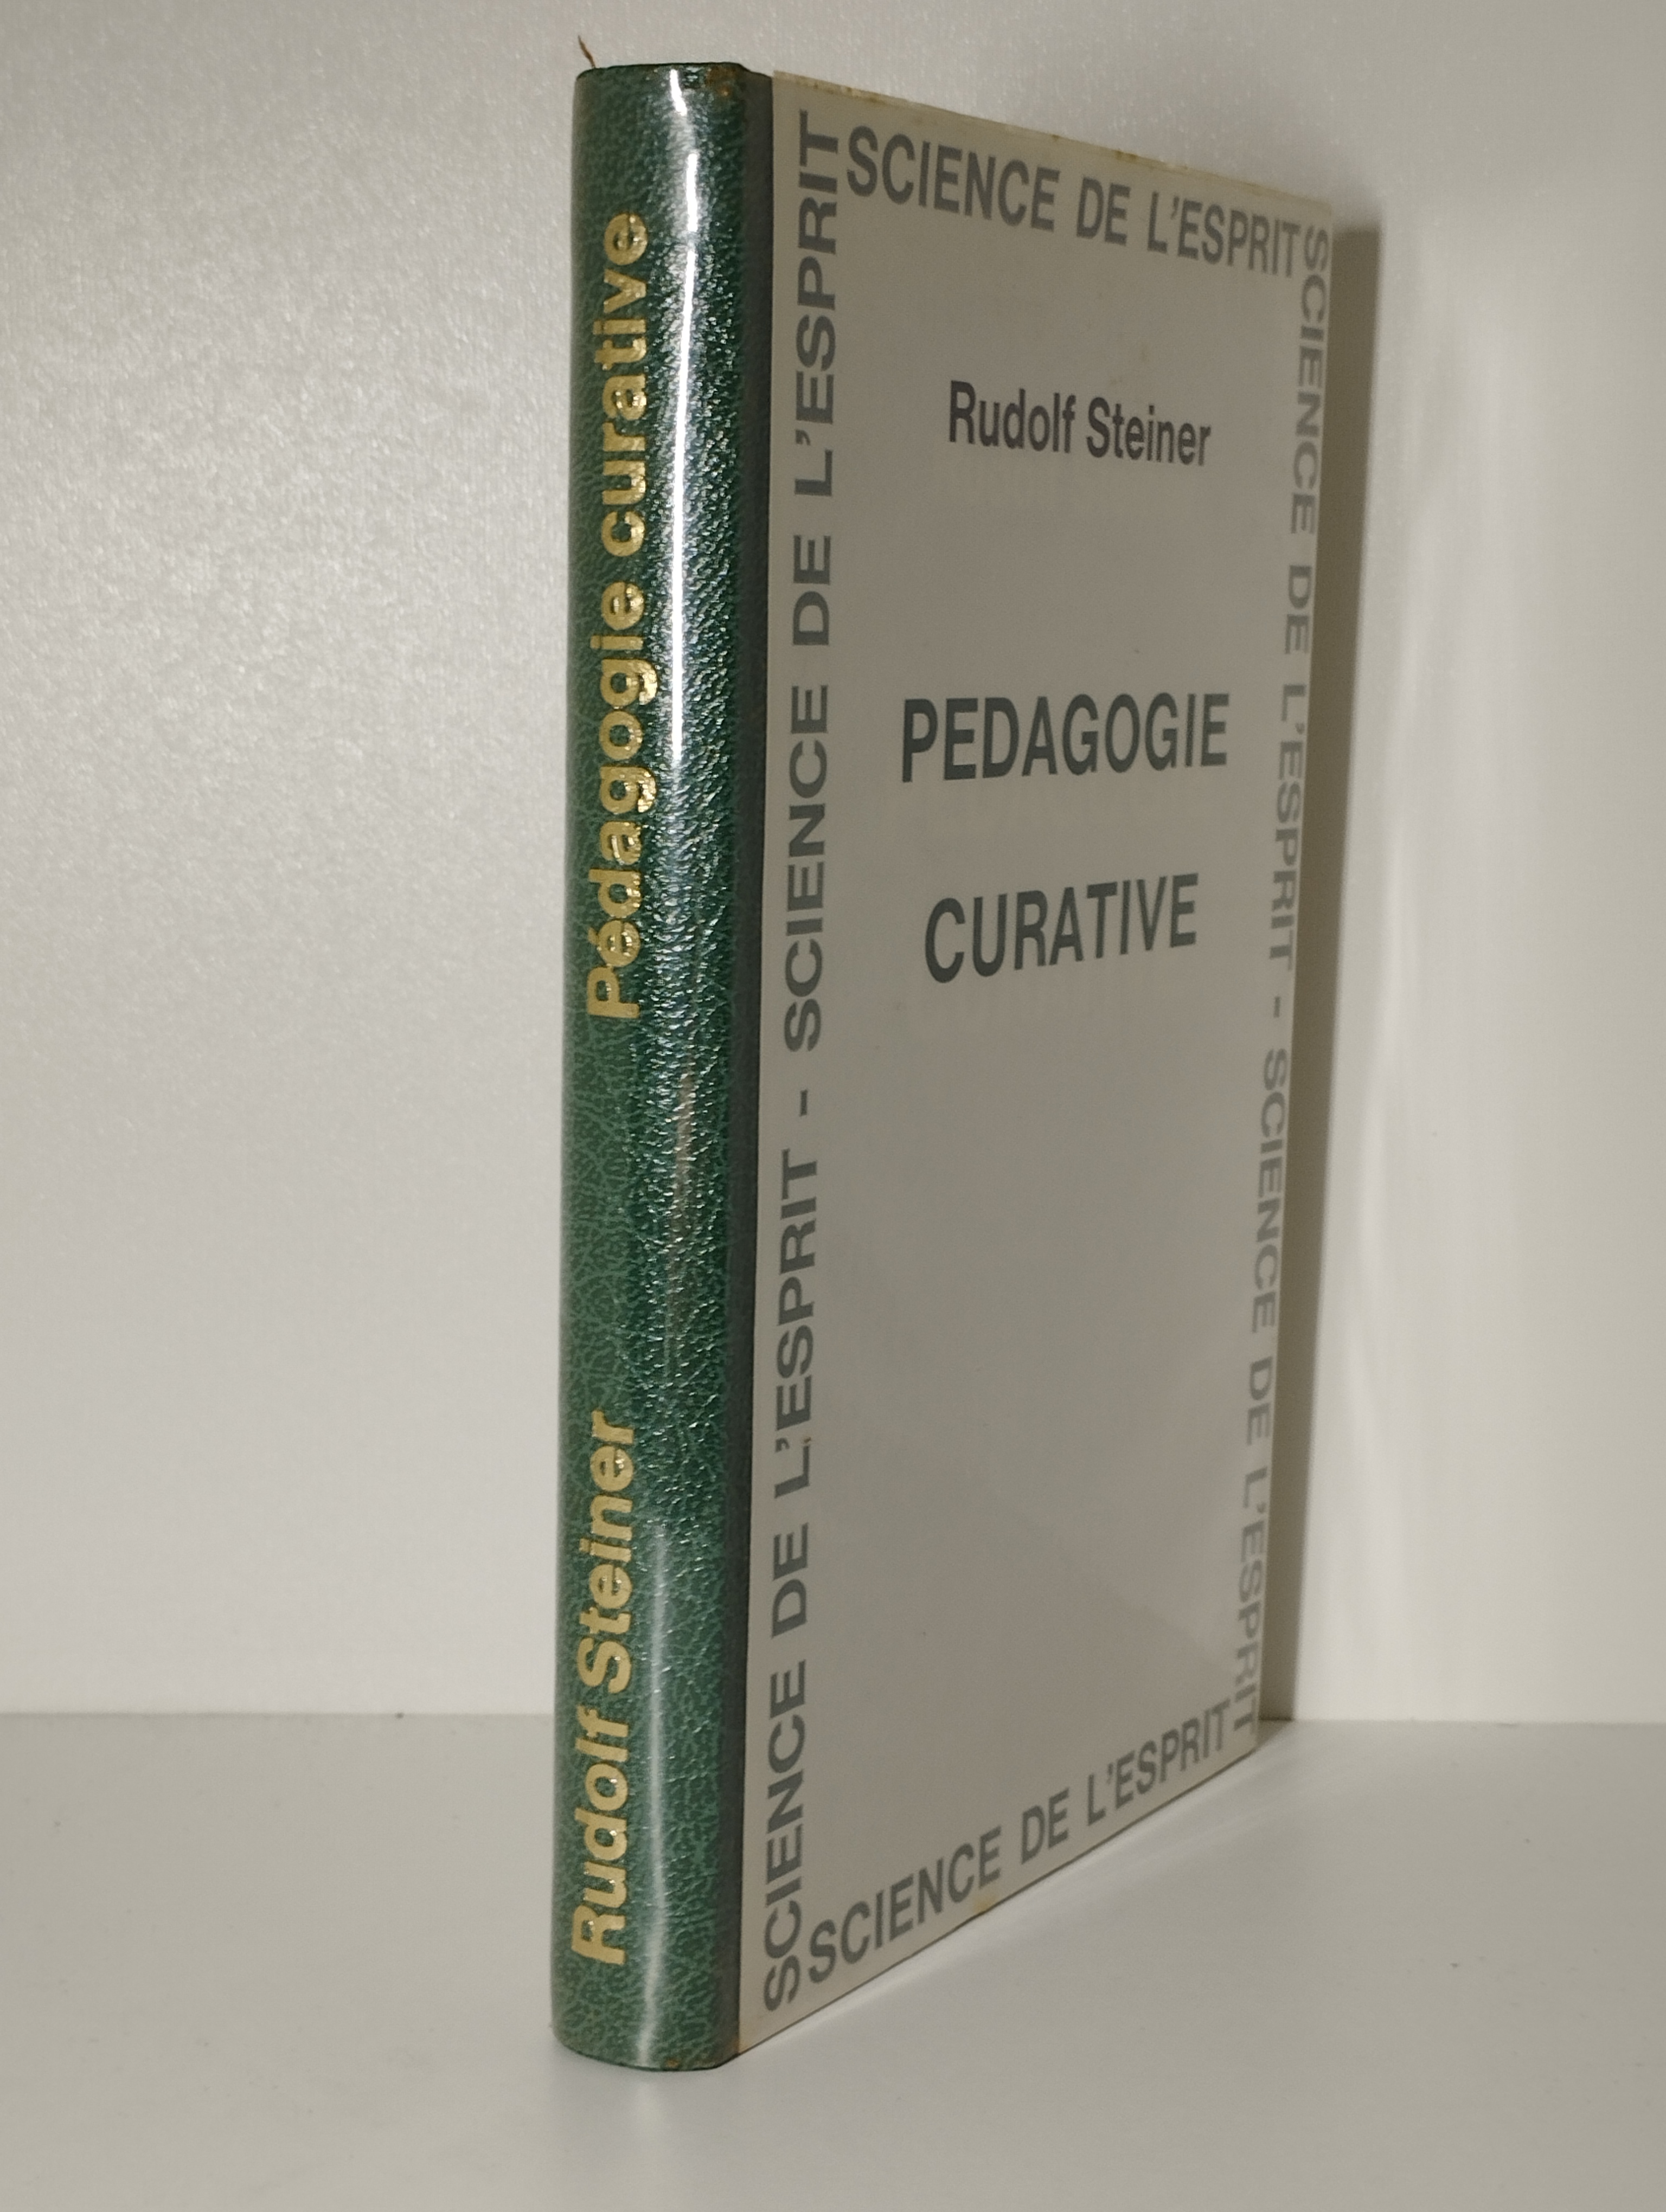 Rudolf Steiner Pédagogie curative
SCIENCE DE L'ESPRIT
SCIENCE DE L'ESPRIT - SCIENCE DE L'ESPRIT
SCIENCE DE L'ESPRIT - SCIENCE DE L'ESPRIT
Rudolf Steiner
PEDAGOGIE
CURATIVE
SCIENCE DE L'ESPRIT